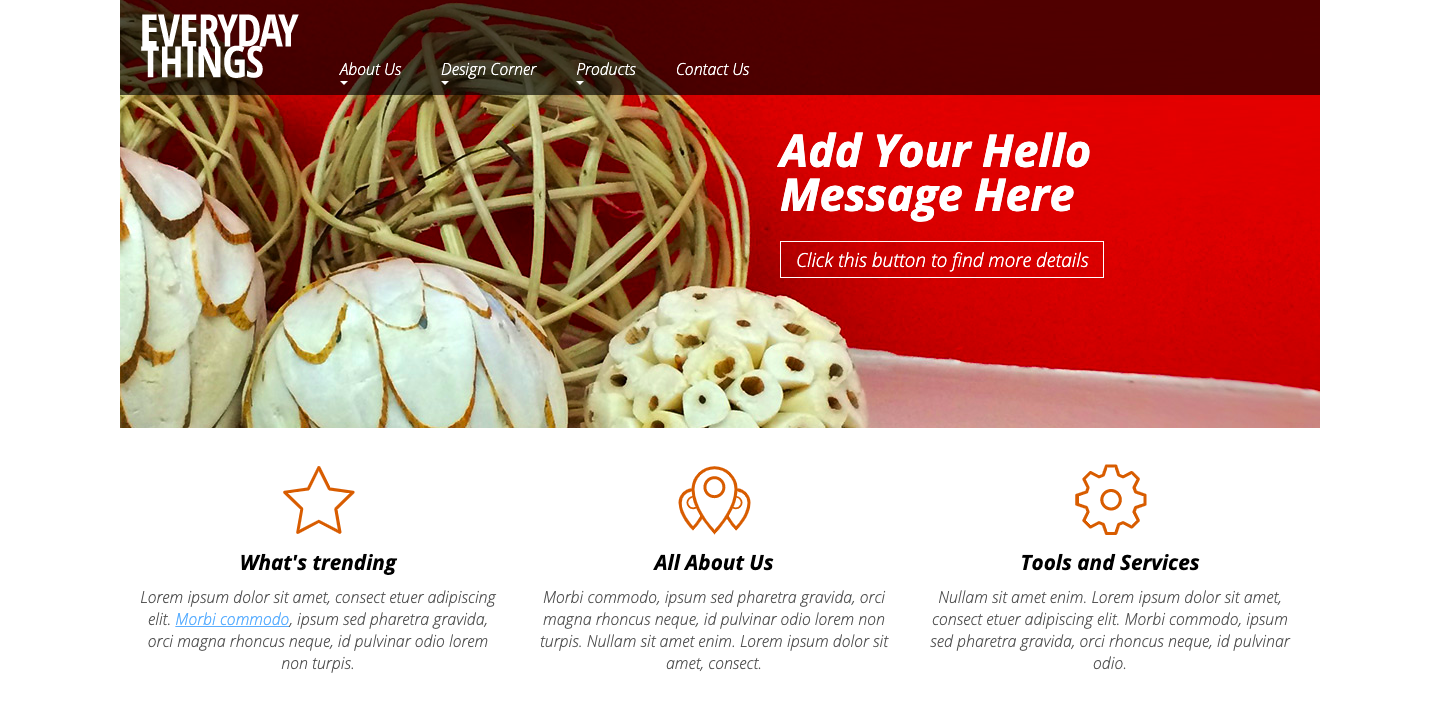 EVERYDAY
THINGS
About Us
Design Corner
Products
Contact Us
Add Your Hello
Message Here
Click this button to find more details
What's trending
Lorem ipsum dolor sit amet, consect etuer adipiscing
elit. Morbi commodo, ipsum sed pharetra gravida,
orci magna rhoncus neque, id pulvinar odio lorem
non turpis.
All About Us
Morbi commodo, ipsum sed pharetra gravida, orci
magna rhoncus neque, id pulvinar odio lorem non
turpis. Nullam sit amet enim. Lorem ipsum dolor sit
amet, consect.
Tools and Services
Nullam sit amet enim. Lorem ipsum dolor sit amet,
consect etuer adipiscing elit. Morbi commodo, ipsum
sed pharetra gravida, orci rhoncus neque, id pulvinar
odio.